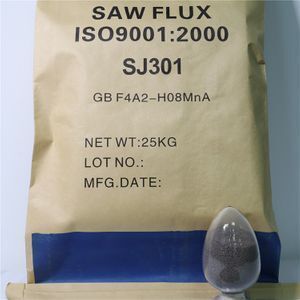 SAW FLUX
ISO9001:2000
SJ301
GB F4A2-H08MnA
NET WT:25KG
LOT NO.:
MFG.DATE: